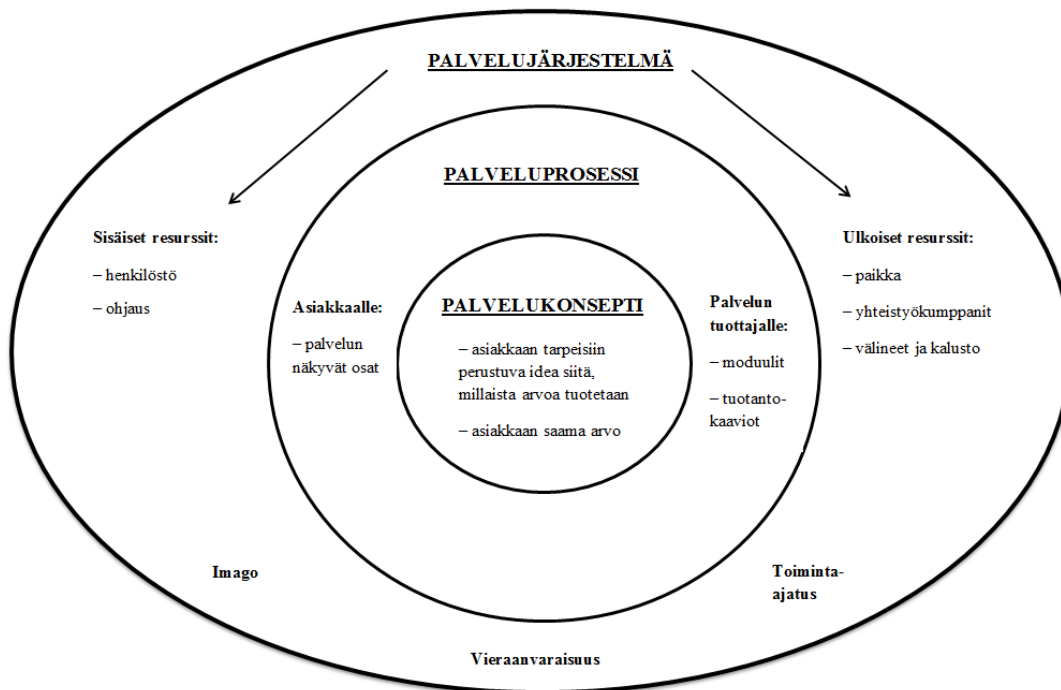 PALVELUJÄRJESTELMÄ
PALVELUPROSESSI
Sisäiset resurssit:
– henkilöstö
– ohjaus
Asiakkaalle:
– palvelun
näkyvät osat
PALVELUKONSEPTI
– asiakkaan tarpeisiin
perustuva idea siitä,
millaista arvoa tuotetaan
– asiakkaan saama arvo
Palvelun
tuottajalle:
– moduulit
– tuotanto-
kaaviot
Ulkoiset resurssit:
– paikka
– yhteistyökumppanit
– välineet ja kalusto
Imago
Toiminta-
ajatus
Vieraanvaraisuus